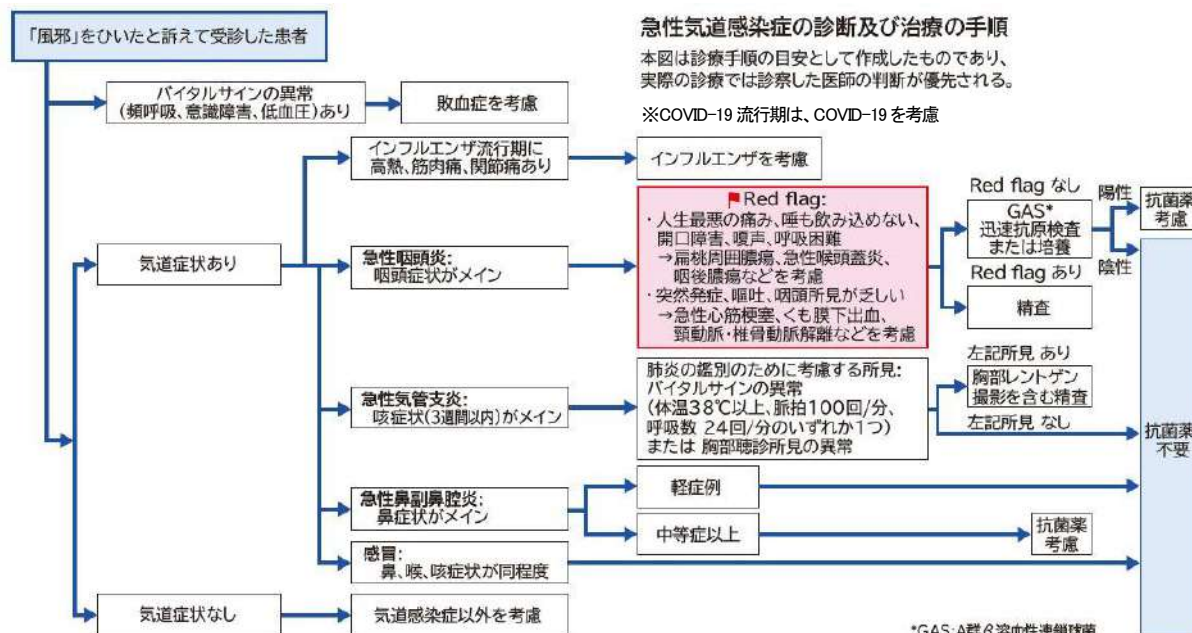 「風邪」をひいたと訴えて受診した患者
急性気道感染症の診断及び治療の手順
本図は診療手順の目安として作成したものであり、
実際の診療では診察した医師の判断が優先される。
※COVID-19 流行期は、COVID-19 を考慮
バイタルサインの異常
(頻呼吸、意識障害、低血圧)あり
敗血症を考慮
気道症状あり
インフルエンザ流行期に
高熱、筋肉痛、関節痛あり
インフルエンザを考慮
急性咽頭炎:
咽頭症状がメイン
Red flag:
・人生最悪の痛み、唾も飲み込めない、
開口障害、嗄声、呼吸困難
→扁桃周囲膿瘍、急性喉頭蓋炎、
咽後膿瘍などを考慮
・突然発症、嘔吐、咽頭所見が乏しい
→急性心筋梗塞、くも膜下出血、
頸動脈・椎骨動脈解離などを考慮
Red flag なし
GAS*
迅速抗原検査
または培養
陽性
抗菌薬
考慮
陰性
Red flag あり
精査
急性気管支炎:
咳症状(3週間以内)がメイン
肺炎の鑑別のために考慮する所見:
バイタルサインの異常
(体温38℃以上、脈拍100回/分、
呼吸数 24回/分のいずれか1つ)
または 胸部聴診所見の異常
左記所見 あり
胸部レントゲン
撮影を含む精査
左記所見 なし
抗菌薬
不要
急性鼻副鼻腔炎:
鼻症状がメイン
軽症例
中等症以上
抗菌薬
考慮
感冒:
鼻、喉、咳症状が同程度
気道症状なし
気道感染症以外を考慮
*GAS:A群β溶血性連鎖球菌